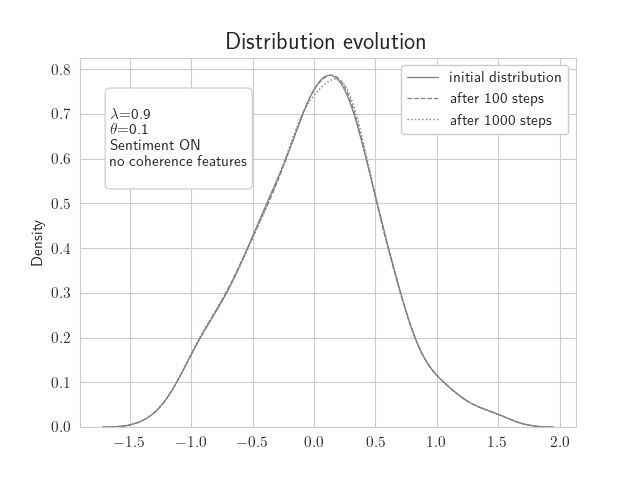 Distribution evolution
initial distribution
after 100 steps
after 1000 steps
λ=0.9
θ=0.1
Sentiment ON
no coherence features
Density
0.8
0.7
0.6
0.5
0.4
0.3
0.2
0.1
0.0
−1.5 −1.0 −0.5 0.0 0.5 1.0 1.5 2.0